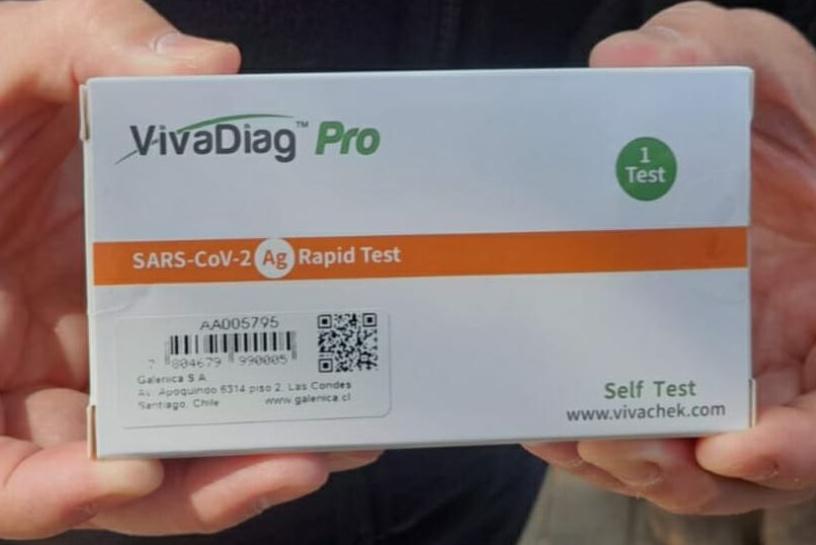 VivaDiag™ Pro
1
Test
SARS-CoV-2 Ag Rapid Test
AA005795
7 804679 990005
Galenica S.A.
Av. Apoquindo 6314 piso 2, Las Condes
Santiago, Chile www.galenica.cl
Self Test
www.vivachek.com